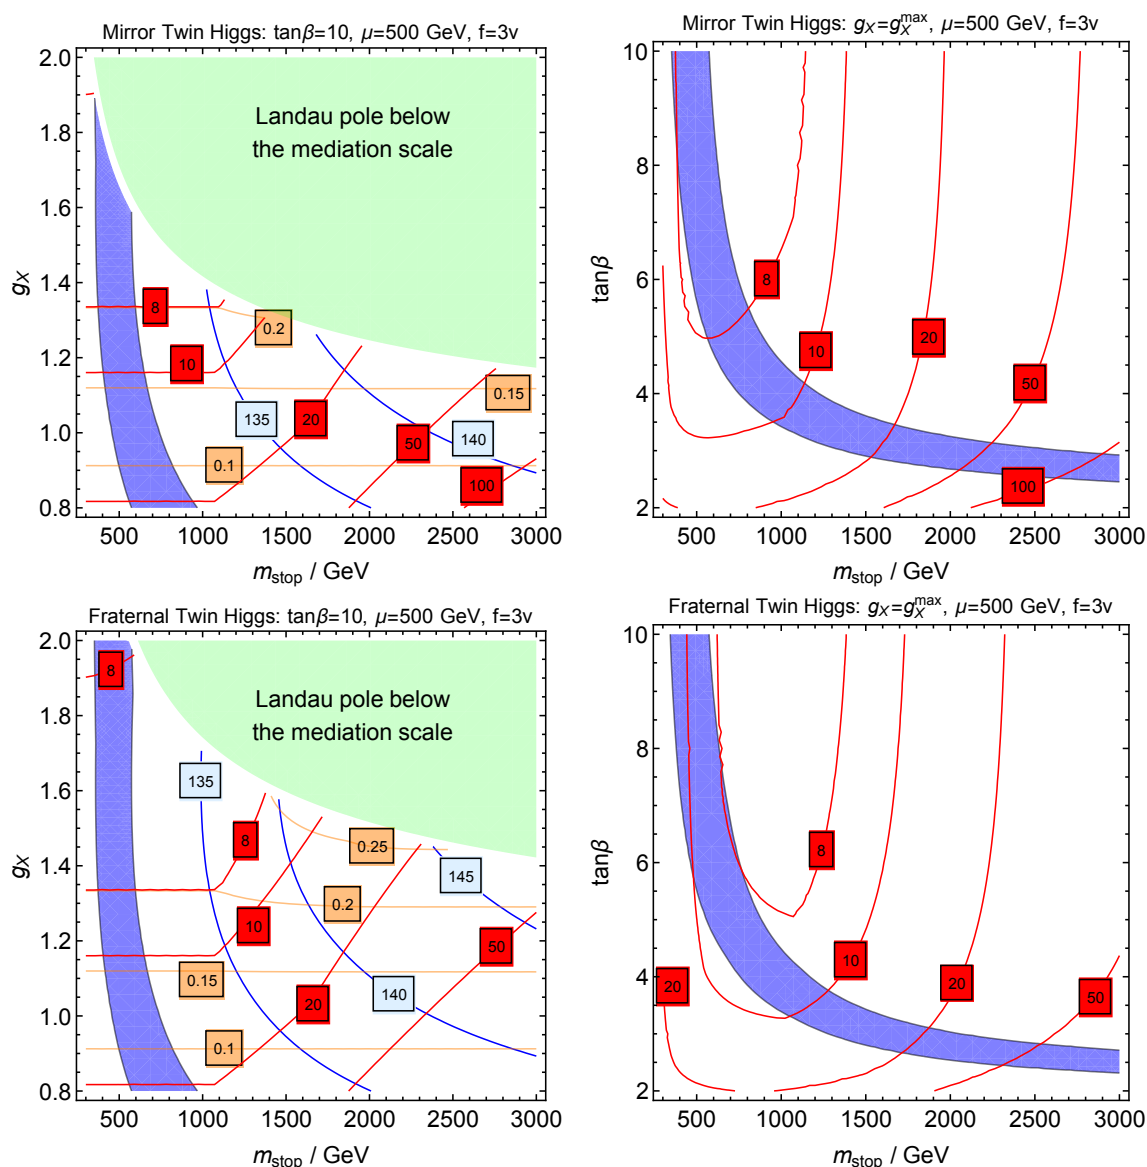 Mirror Twin Higgs: tanβ=10, μ=500 GeV, f=3v
2.0
1.8
1.6
1.4
1.2
1.0
0.8
gX
Landau pole below
the mediation scale
8
0.2
10
0.15
135
20
50
140
0.1
100
500 1000 1500 2000 2500 3000
mstop / GeV
Mirror Twin Higgs: gX=gXmax, μ=500 GeV, f=3v
10
8
6
4
2
tanβ
8
10
20
50
100
500 1000 1500 2000 2500 3000
mstop / GeV
Fraternal Twin Higgs: tanβ=10, μ=500 GeV, f=3v
2.0
1.8
1.6
1.4
1.2
1.0
0.8
gX
8
Landau pole below
the mediation scale
135
8
0.25
145
0.2
10
50
0.15
140
20
0.1
500 1000 1500 2000 2500 3000
mstop / GeV
Fraternal Twin Higgs: gX=gXmax, μ=500 GeV, f=3v
10
8
6
4
2
tanβ
8
10
20
20
50
500 1000 1500 2000 2500 3000
mstop / GeV